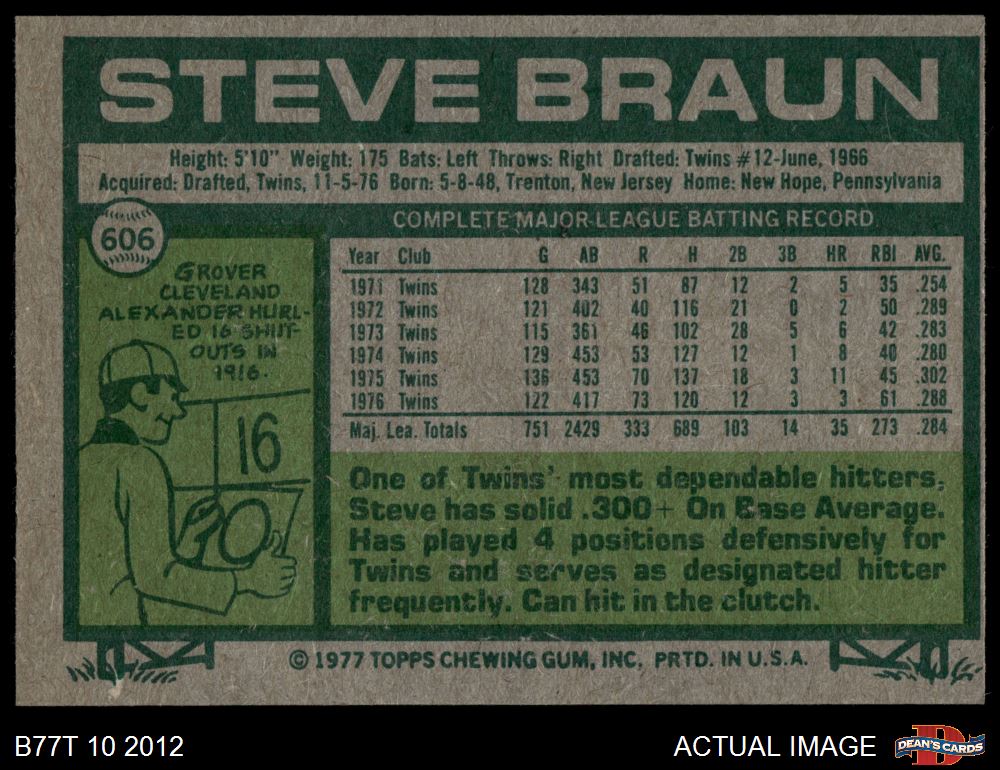 STEVE BRAUN
Height: 5'10" Weight: 175 Bats: Left Throws: Right Drafted: Twins #12-June, 1966
Acquired: Drafted, Twins, 11-5-76 Born: 5-8-48, Trenton, New Jersey Home: New Hope, Pennsylvania
606
COMPLETE MAJOR LEAGUE BATTING RECORD
GROVER
CLEVELAND
ALEXANDER HURL-
ED 16 SHUT-
OUTS IN
1916.
16
0
Year Club G AB R H 2B 3B HR RBI AVG.
1971 Twins 128 343 51 87 12 2 5 35 .254
1972 Twins 121 402 40 116 21 0 2 50 .289
1973 Twins 115 361 46 102 28 5 6 42 .283
1974 Twins 129 453 53 127 12 1 8 40 .280
1975 Twins 136 453 70 137 18 3 11 45 .302
1976 Twins 122 417 73 120 12 3 3 61 .288
Maj. Lea. Totals 751 2429 333 689 103 14 35 273 .284
One of Twins' most dependable hitters,
Steve has solid .300+ On Base Average.
Has played 4 positions defensively for
Twins and serves as designated hitter
frequently. Can hit in the clutch.
© 1977 TOPPS CHEWING GUM, INC. PRTD. IN U.S.A.
B77T 10 2012
ACTUAL IMAGE
DEAN'S CARDS